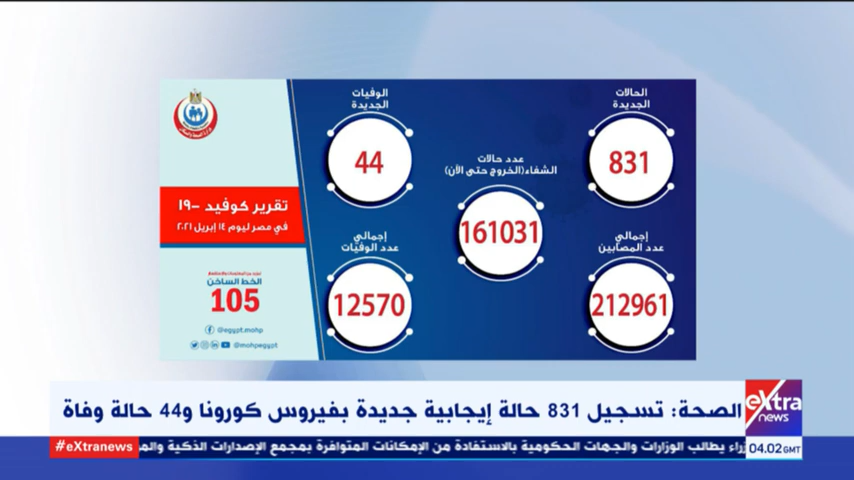 الحالات
الجديدة
831
الوفيات
الجديدة
44
عدد حالات
الشفاء(الخروج حتى الأن)
161031
إجمالي
عدد المصابين
212961
إجمالي
عدد الوفيات
12570
تقرير كوفيد -١٩
في مصر ليوم ١٤ إبريل ٢٠٢١
الخط الساخن
105
@egypt.mohp
@mohpegypt
الصحة: تسجيل 831 حالة إيجابية جديدة بفيروس كورونا و44 حالة وفاة
eXtra
news
04.02 GMT
زراء يطالب الوزارات والجهات الحكومية بالاستفادة من الإمكانات المتوافرة بمجمع الإصدارات الذكية والمر
#eXtranews